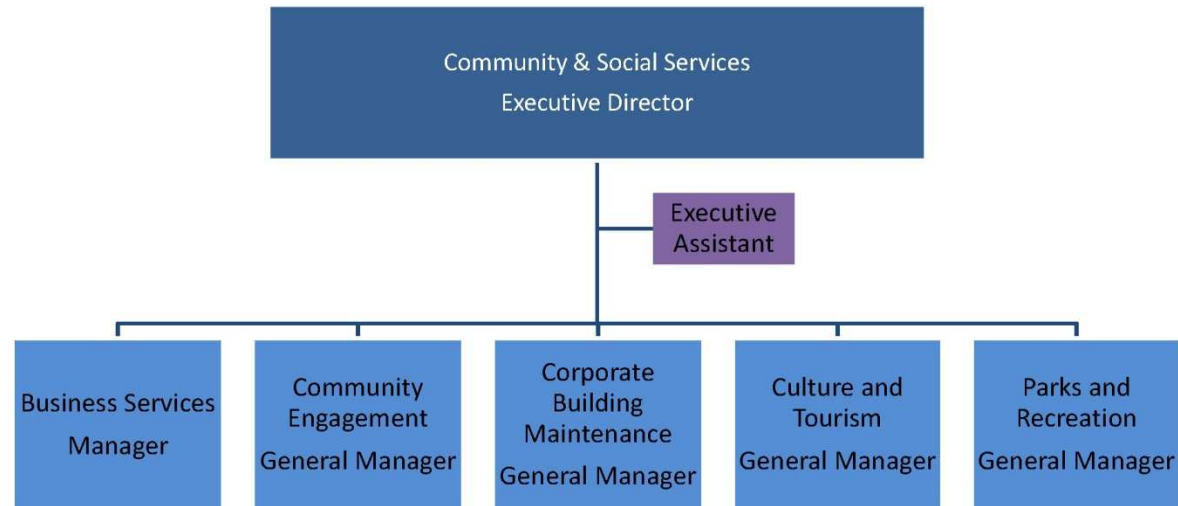 Community & Social Services
Executive Director
Executive
Assistant
Business Services
Manager
Community
Engagement
General Manager
Corporate
Building
Maintenance
General Manager
Culture and
Tourism
General Manager
Parks and
Recreation
General Manager